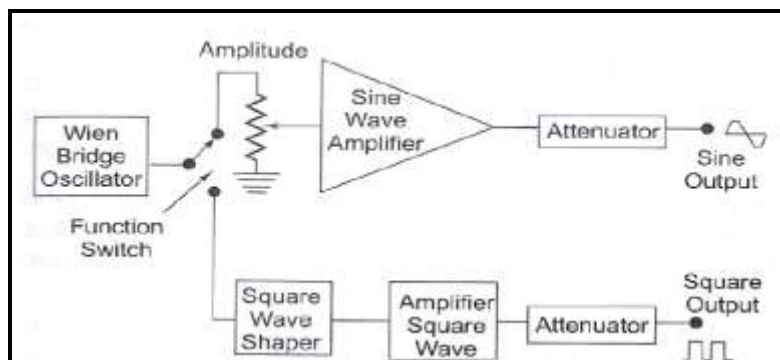 Amplitude
Wien
Bridge
Oscillator
Sine
Wave
Amplifier
Attenuator
Sine
Output
Function
Switch
Square
Wave
Shaper
Amplifier
Square
Wave
Attenuator
Square
Output